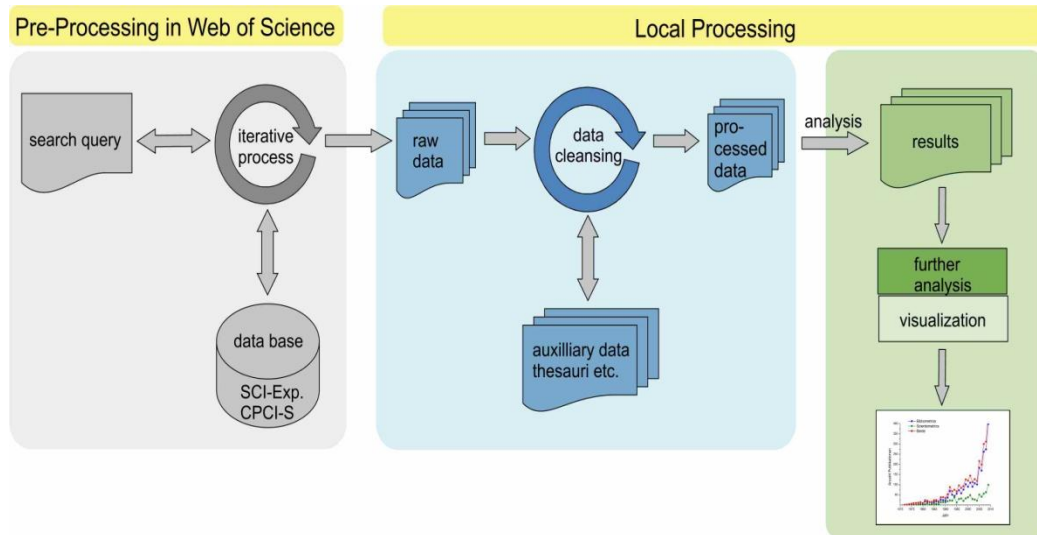 Pre-Processing in Web of Science
Local Processing
search query
iterative
process
data base
SCI-Exp.
CPCI-S
raw
data
data
cleansing
auxilliary data
thesauri etc.
pro-
cessed
data
analysis
results
further
analysis
visualization